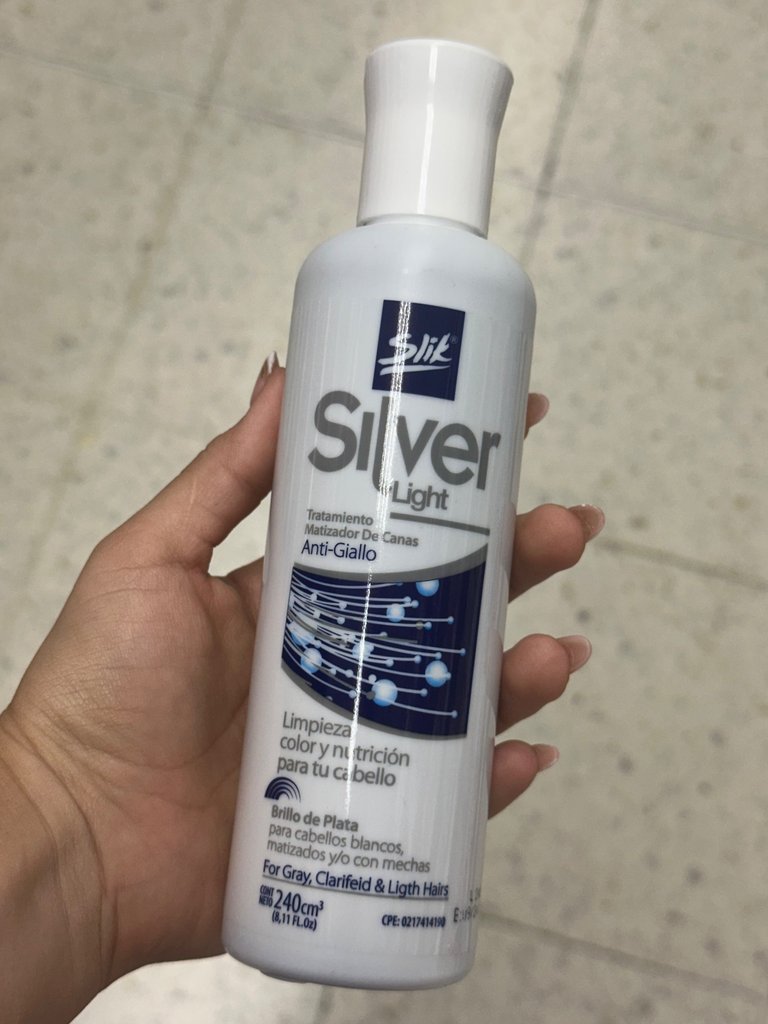 Slik®
Silver
Light
Tratamiento
Matizador De Canas
Anti-Giallo
Limpieza
color y nutrición
para tu cabello
Brillo de Plata
para cabellos blancos,
matizados y/o con mechas
For Gray, Clarifeid & Ligth Hairs
CONT NETO 240cm³
(8,11 FL.Oz)
CPE: 0217414190